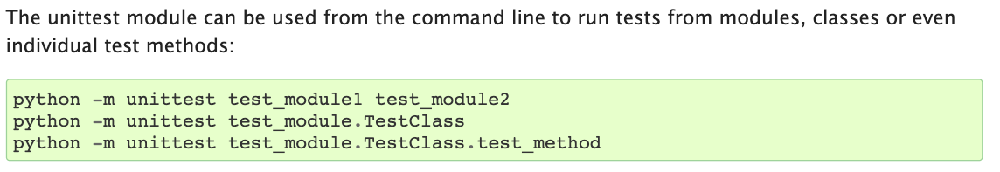 The unittest module can be used from the command line to run tests from modules, classes or even
individual test methods:
python -m unittest test_module1 test_module2
python -m unittest test_module.TestClass
python -m unittest test_module.TestClass.test_method